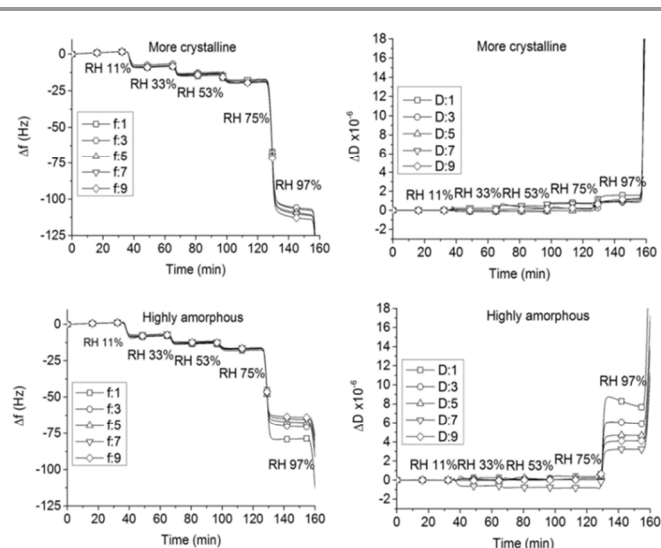 More crystalline
RH 11%
RH 33%
RH 53%
RH 75%
RH 97%
f:1
f:3
f:5
f:7
f:9
Δf (Hz)
0
-25
-50
-75
-100
-125
0 20 40 60 80 100 120 140 160
Time (min)
More crystalline
D:1
D:3
D:5
D:7
D:9
RH 11% RH 33% RH 53% RH 75% RH 97%
ΔD x10-6
18
16
14
12
10
8
6
4
2
0
-2
0 20 40 60 80 100 120 140 160
Time (min)
Highly amorphous
RH 11%
RH 33%
RH 53%
RH 75%
RH 97%
f:1
f:3
f:5
f:7
f:9
Δf (Hz)
0
-25
-50
-75
-100
-125
0 20 40 60 80 100 120 140 160
Time (min)
Highly amorphous
D:1
D:3
D:5
D:7
D:9
RH 11% RH 33% RH 53% RH 75% RH 97%
ΔD x10-6
18
16
14
12
10
8
6
4
2
0
-2
0 20 40 60 80 100 120 140 160
Time (min)